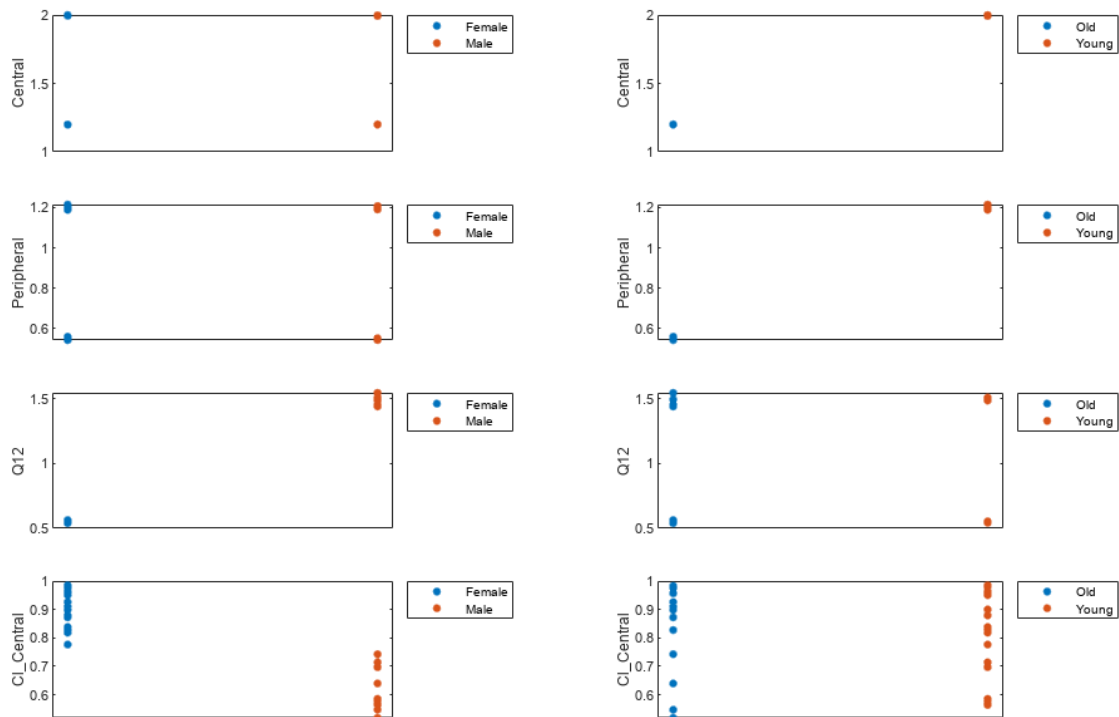 2
1.5
1
Central
Female
Male
2
1.5
1
Central
Old
Young
1.2
1
0.8
0.6
Peripheral
Female
Male
1.2
1
0.8
0.6
Peripheral
Old
Young
1.5
1
0.5
Q12
Female
Male
1.5
1
0.5
Q12
Old
Young
1
0.9
0.8
0.7
0.6
Cl_Central
Female
Male
1
0.9
0.8
0.7
0.6
Cl_Central
Old
Young